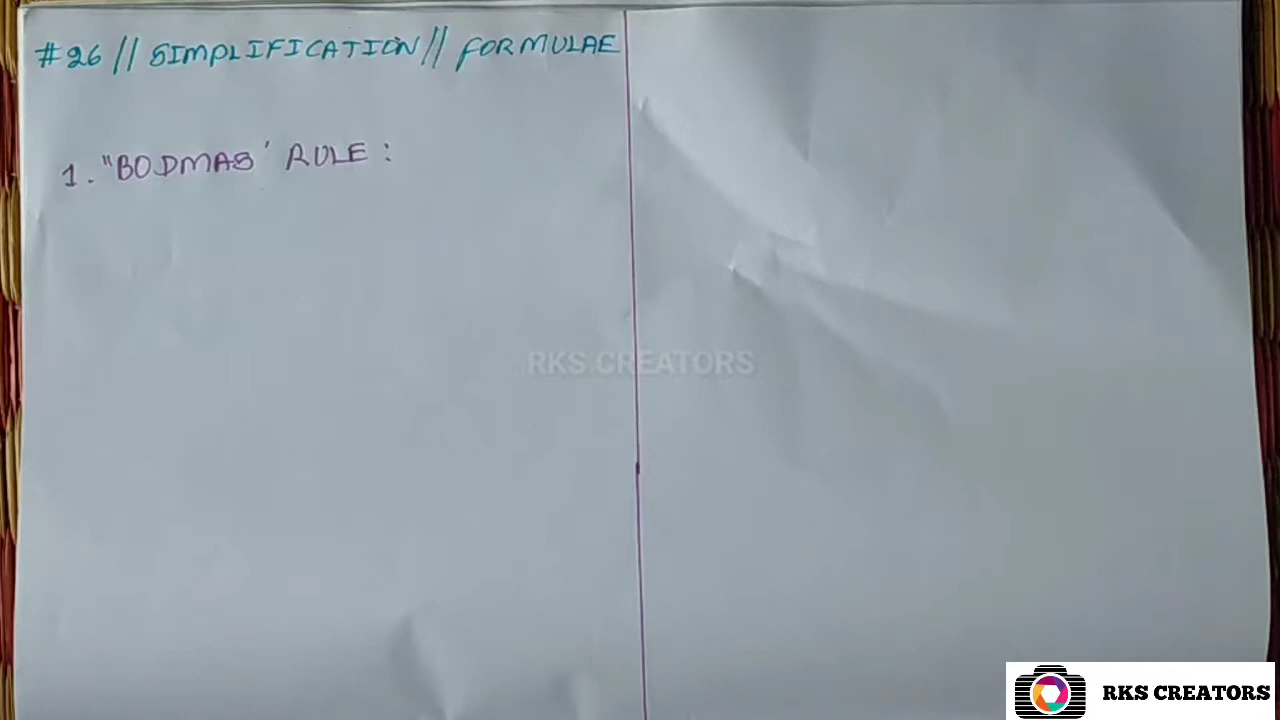 #26 // SIMPLIFICATION // FORMULAE
1. "BODMAS' RULE :
RKS CREATORS
RKS CREATORS